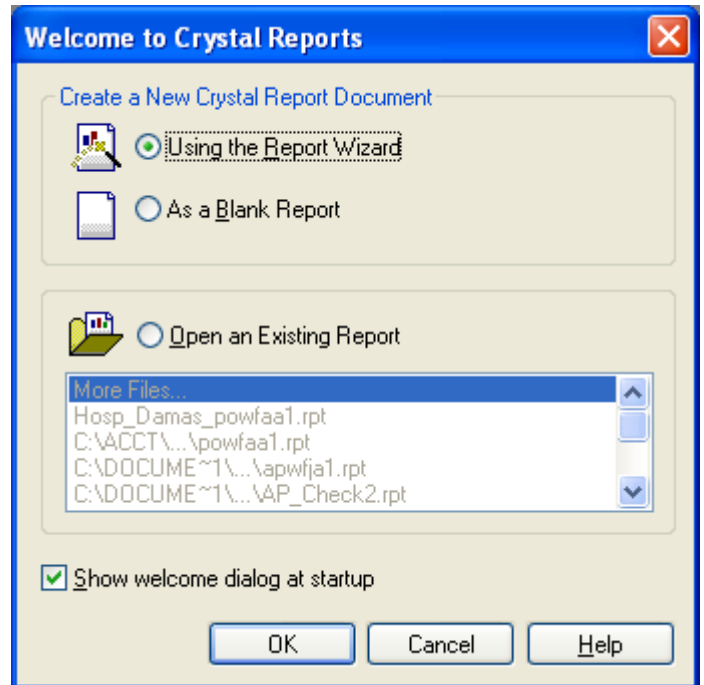 Welcome to Crystal Reports
Create a New Crystal Report Document
Using the Report Wizard
As a Blank Report
Open an Existing Report
More Files...
Hosp_Damas_powfaa1.rpt
C:\ACCT\...\powfaa1.rpt
C:\DOCUME~1\...\apwfja1.rpt
C:\DOCUME~1\...\AP_Check2.rpt
Show welcome dialog at startup
OK Cancel Help